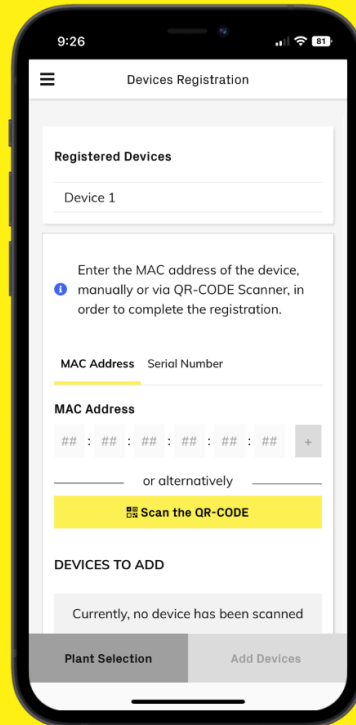 9:26
81
Devices Registration
Registered Devices
Device 1
Enter the MAC address of the device,
manually or via QR-CODE Scanner, in
order to complete the registration.
MAC Address Serial Number
MAC Address
## : ## : ## : ## : ## : ## +
or alternatively
Scan the QR-CODE
DEVICES TO ADD
Currently, no device has been scanned
Plant Selection Add Devices